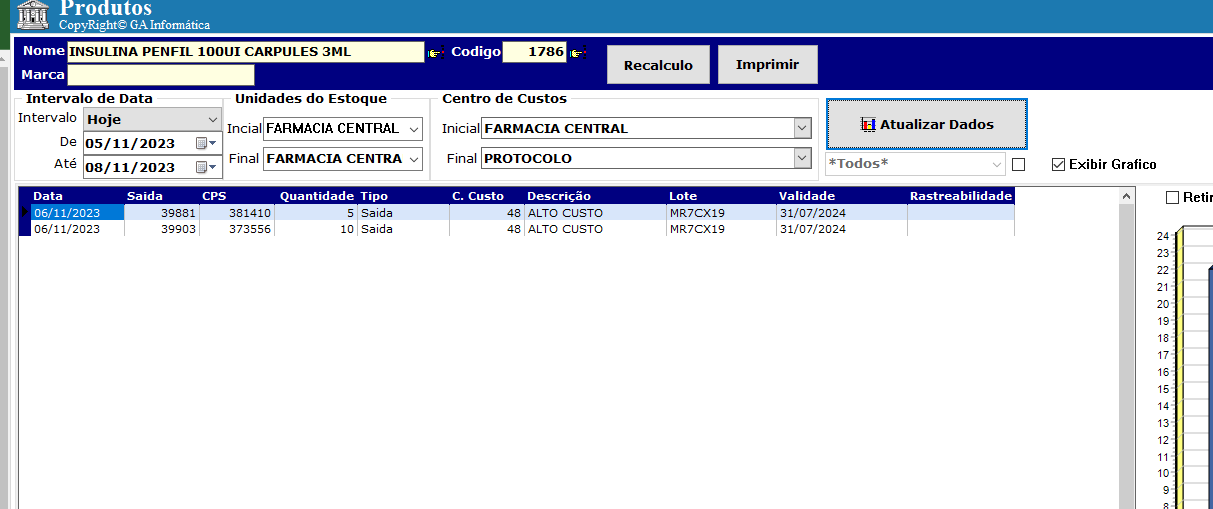 Produtos
CopyRight© GA Informática
Nome INSULINA PENFIL 100UI CARPULES 3ML Codigo 1786 Recalculo Imprimir
Marca
Intervalo de Data Unidades do Estoque Centro de Custos
Intervalo Hoje Incial FARMACIA CENTRAL Inicial FARMACIA CENTRAL Atualizar Dados
De 05/11/2023
Até 08/11/2023 Final FARMACIA CENTRA Final PROTOCOLO *Todos* Exibir Grafico
Data Saida CPS Quantidade Tipo C. Custo Descrição Lote Validade Rastreabilidade
06/11/2023 39881 381410 5 Saida 48 ALTO CUSTO MR7CX19 31/07/2024
06/11/2023 39903 373556 10 Saida 48 ALTO CUSTO MR7CX19 31/07/2024
24
23
22
21
20
19
18
17
16
15
14
13
12
11
10
9
8